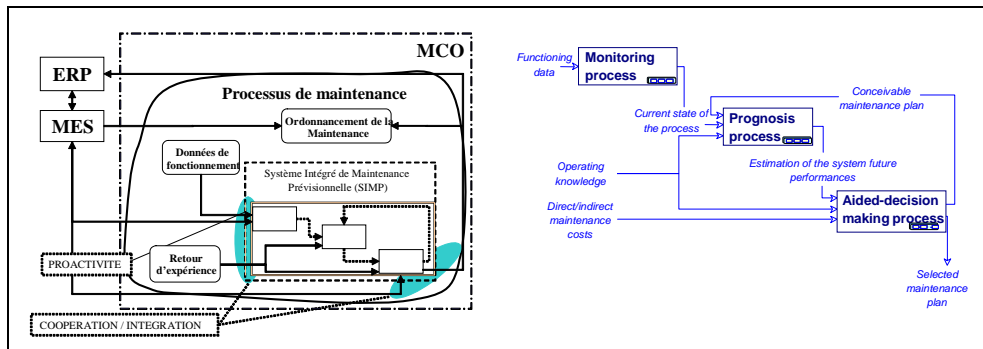 MCO
ERP
Processus de maintenance
MES
Ordonnancement de la
Maintenance
Données de
fonctionnement
Système Intégré de Maintenance
Prévisionnelle (SIMP)
PROACTIVITE
Retour
d'expérience
COOPERATION / INTEGRATION
Functioning
data
Monitoring
process
Conceivable
maintenance plan
Current state of
the process
Prognosis
process
Operating
knowledge
Estimation of the system future
performances
Direct/indirect
maintenance
costs
Aided-decision
making process
Selected
maintenance
plan